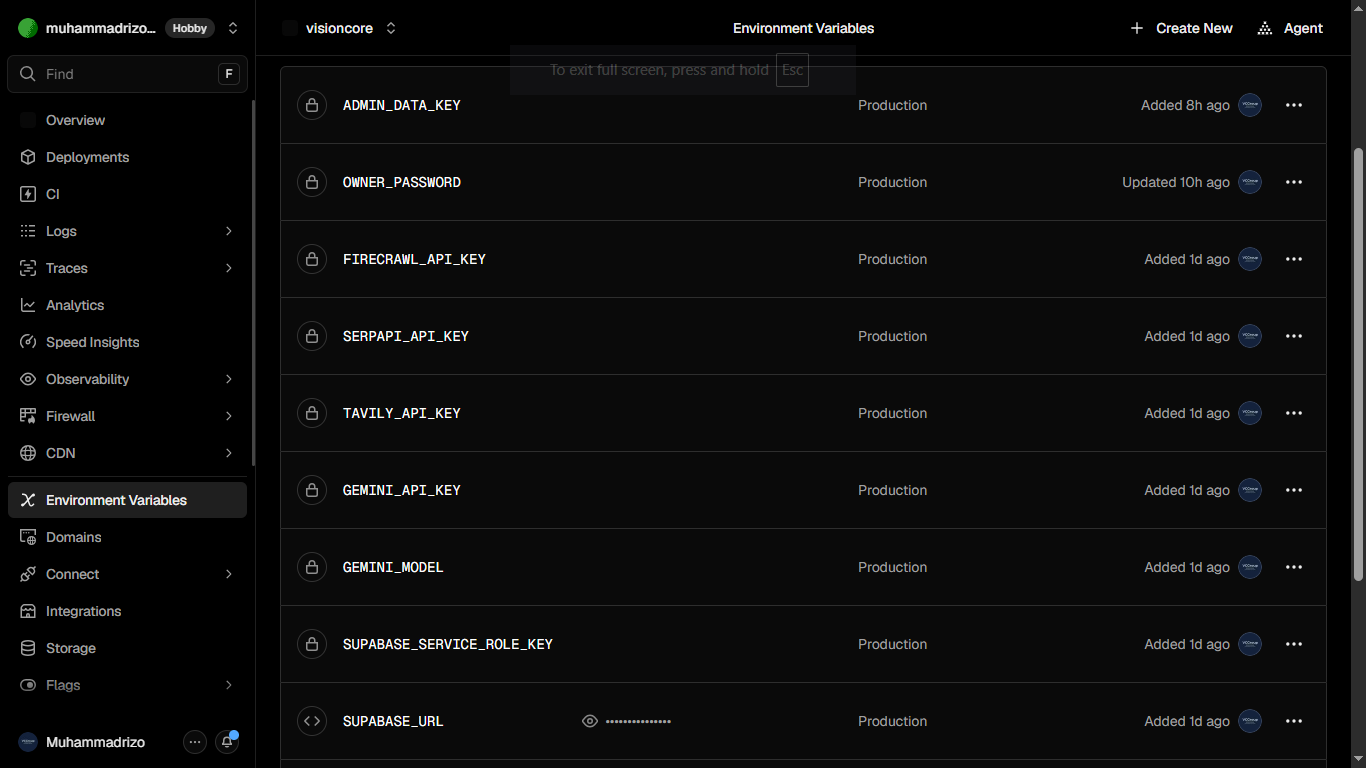 muhammadrizo... Hobby
visioncore
Environment Variables
Create New
Agent
Find F
To exit full screen, press and hold Esc
Overview
Deployments
CI
Logs
Traces
Analytics
Speed Insights
Observability
Firewall
CDN
Environment Variables
Domains
Connect
Integrations
Storage
Flags
Muhammadrizo
ADMIN_DATA_KEY Production Added 8h ago
OWNER_PASSWORD Production Updated 10h ago
FIRECRAWL_API_KEY Production Added 1d ago
SERPAPI_API_KEY Production Added 1d ago
TAVILY_API_KEY Production Added 1d ago
GEMINI_API_KEY Production Added 1d ago
GEMINI_MODEL Production Added 1d ago
SUPABASE_SERVICE_ROLE_KEY Production Added 1d ago
SUPABASE_URL ••••••••••••••• Production Added 1d ago